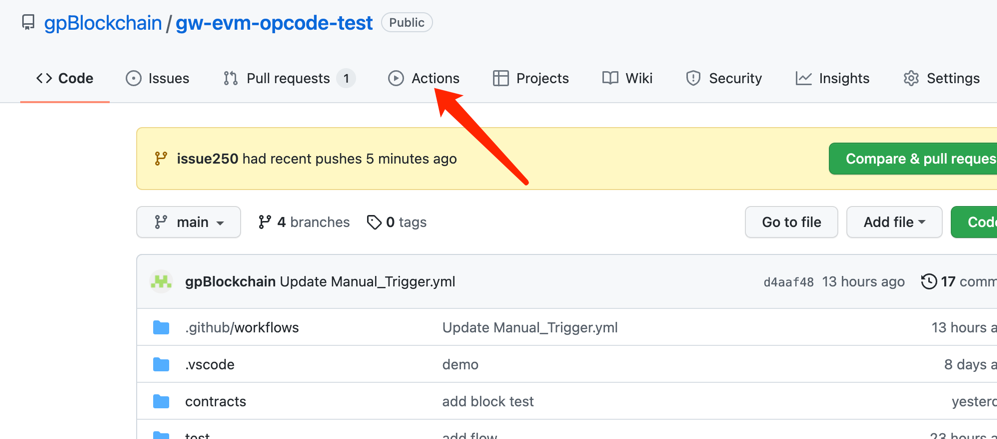 gpBlockchain / gw-evm-opcode-test Public
Code Issues Pull requests 1 Actions Projects Wiki Security Insights Settings
issue250 had recent pushes 5 minutes ago Compare & pull reques
main 4 branches 0 tags Go to file Add file Code
gpBlockchain Update Manual_Trigger.yml d4aaf48 13 hours ago 17 comm
.github/workflows Update Manual_Trigger.yml 13 hours a
.vscode demo 8 days a
contracts add block test yesterd
test add flow 23 hours a